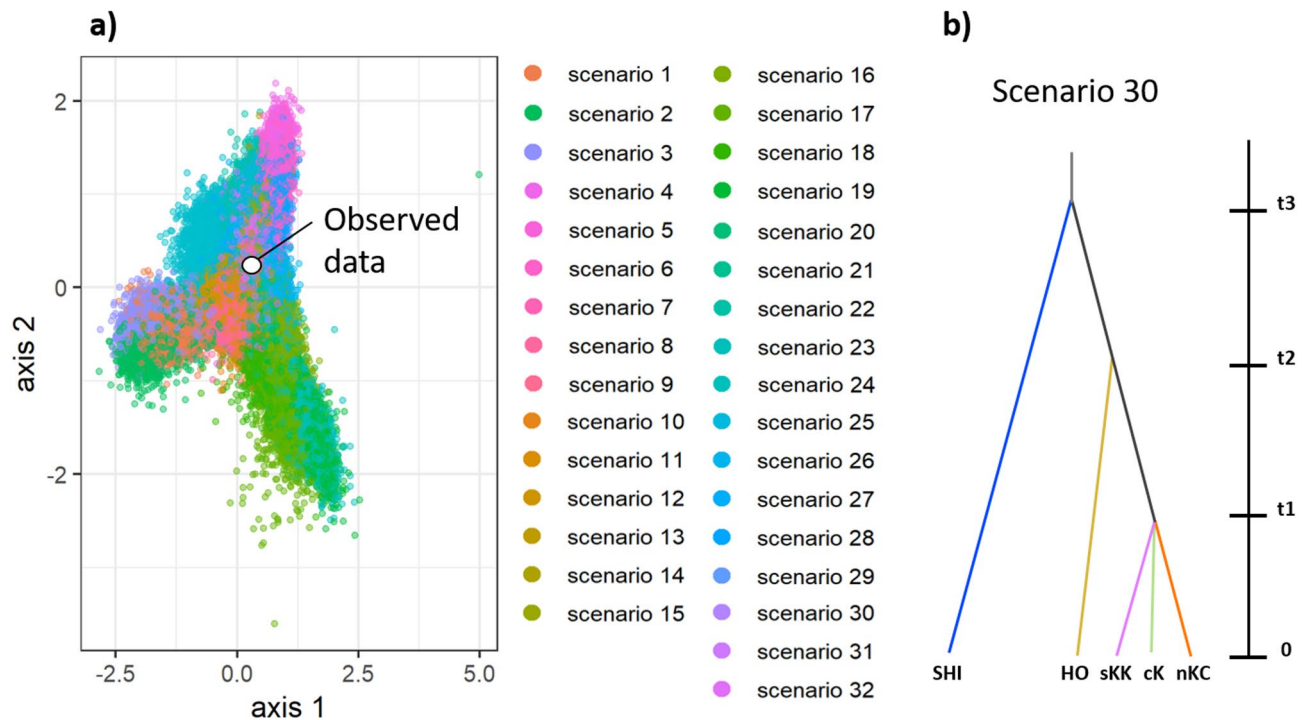 a)
2
0
-2
-2.5
0.0
2.5
5.0
axis 1
axis 2
Observed
data
scenario 1
scenario 2
scenario 3
scenario 4
scenario 5
scenario 6
scenario 7
scenario 8
scenario 9
scenario 10
scenario 11
scenario 12
scenario 13
scenario 14
scenario 15
scenario 16
scenario 17
scenario 18
scenario 19
scenario 20
scenario 21
scenario 22
scenario 23
scenario 24
scenario 25
scenario 26
scenario 27
scenario 28
scenario 29
scenario 30
scenario 31
scenario 32
b)
Scenario 30
t3
t2
t1
0
SHI
HO
sKK
cK
nKC